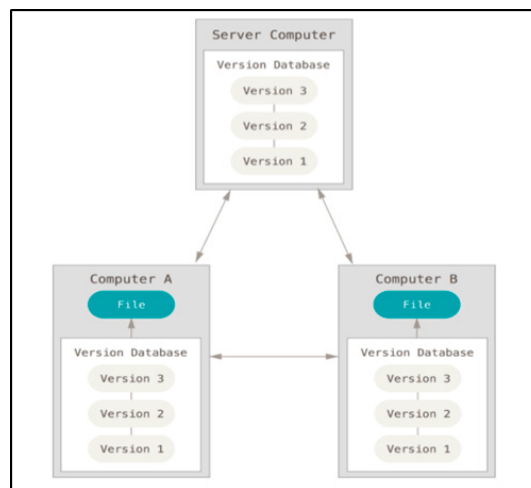 Server Computer
Version Database
Version 3
Version 2
Version 1
Computer A
File
Version Database
Version 3
Version 2
Version 1
Computer B
File
Version Database
Version 3
Version 2
Version 1